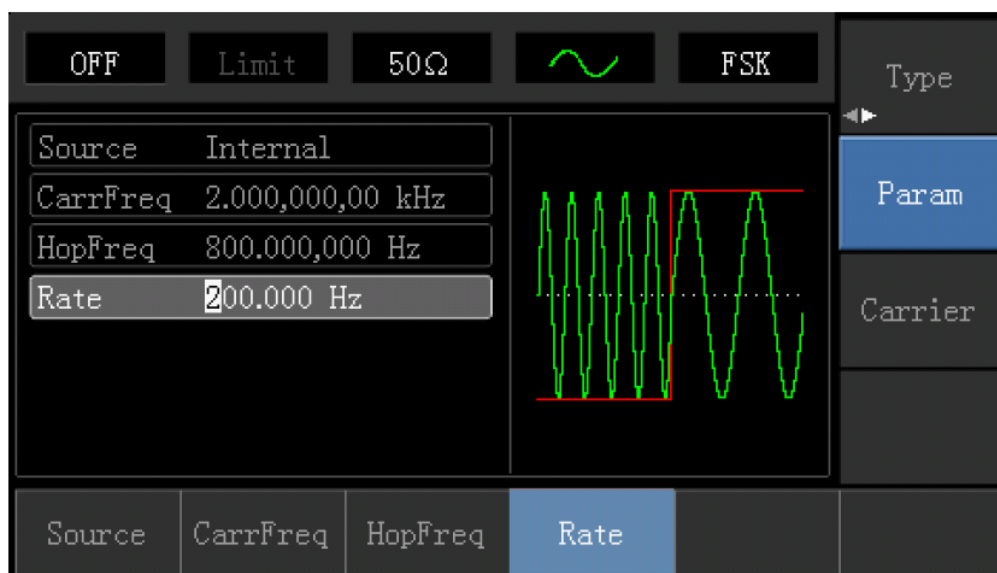 OFF Limit 50Ω FSK
Type
Source Internal
CarrFreq 2.000,000,00 kHz
HopFreq 800.000,000 Hz
Rate 200.000 Hz
Param
Carrier
Source CarrFreq HopFreq Rate